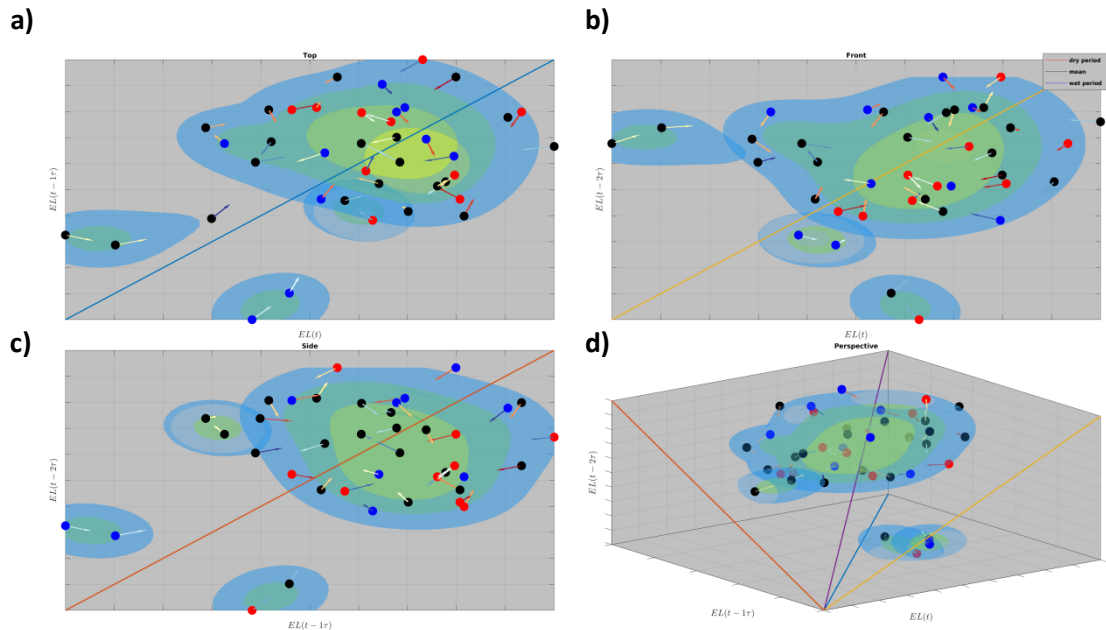 a)
Top
EL(t − 1τ)
EL(t)
b)
Front
dry period
mean
wet period
EL(t − 2τ)
EL(t)
c)
Side
EL(t − 2τ)
EL(t − 1τ)
d)
Perspective
EL(t − 2τ)
EL(t − 1τ)
EL(t)